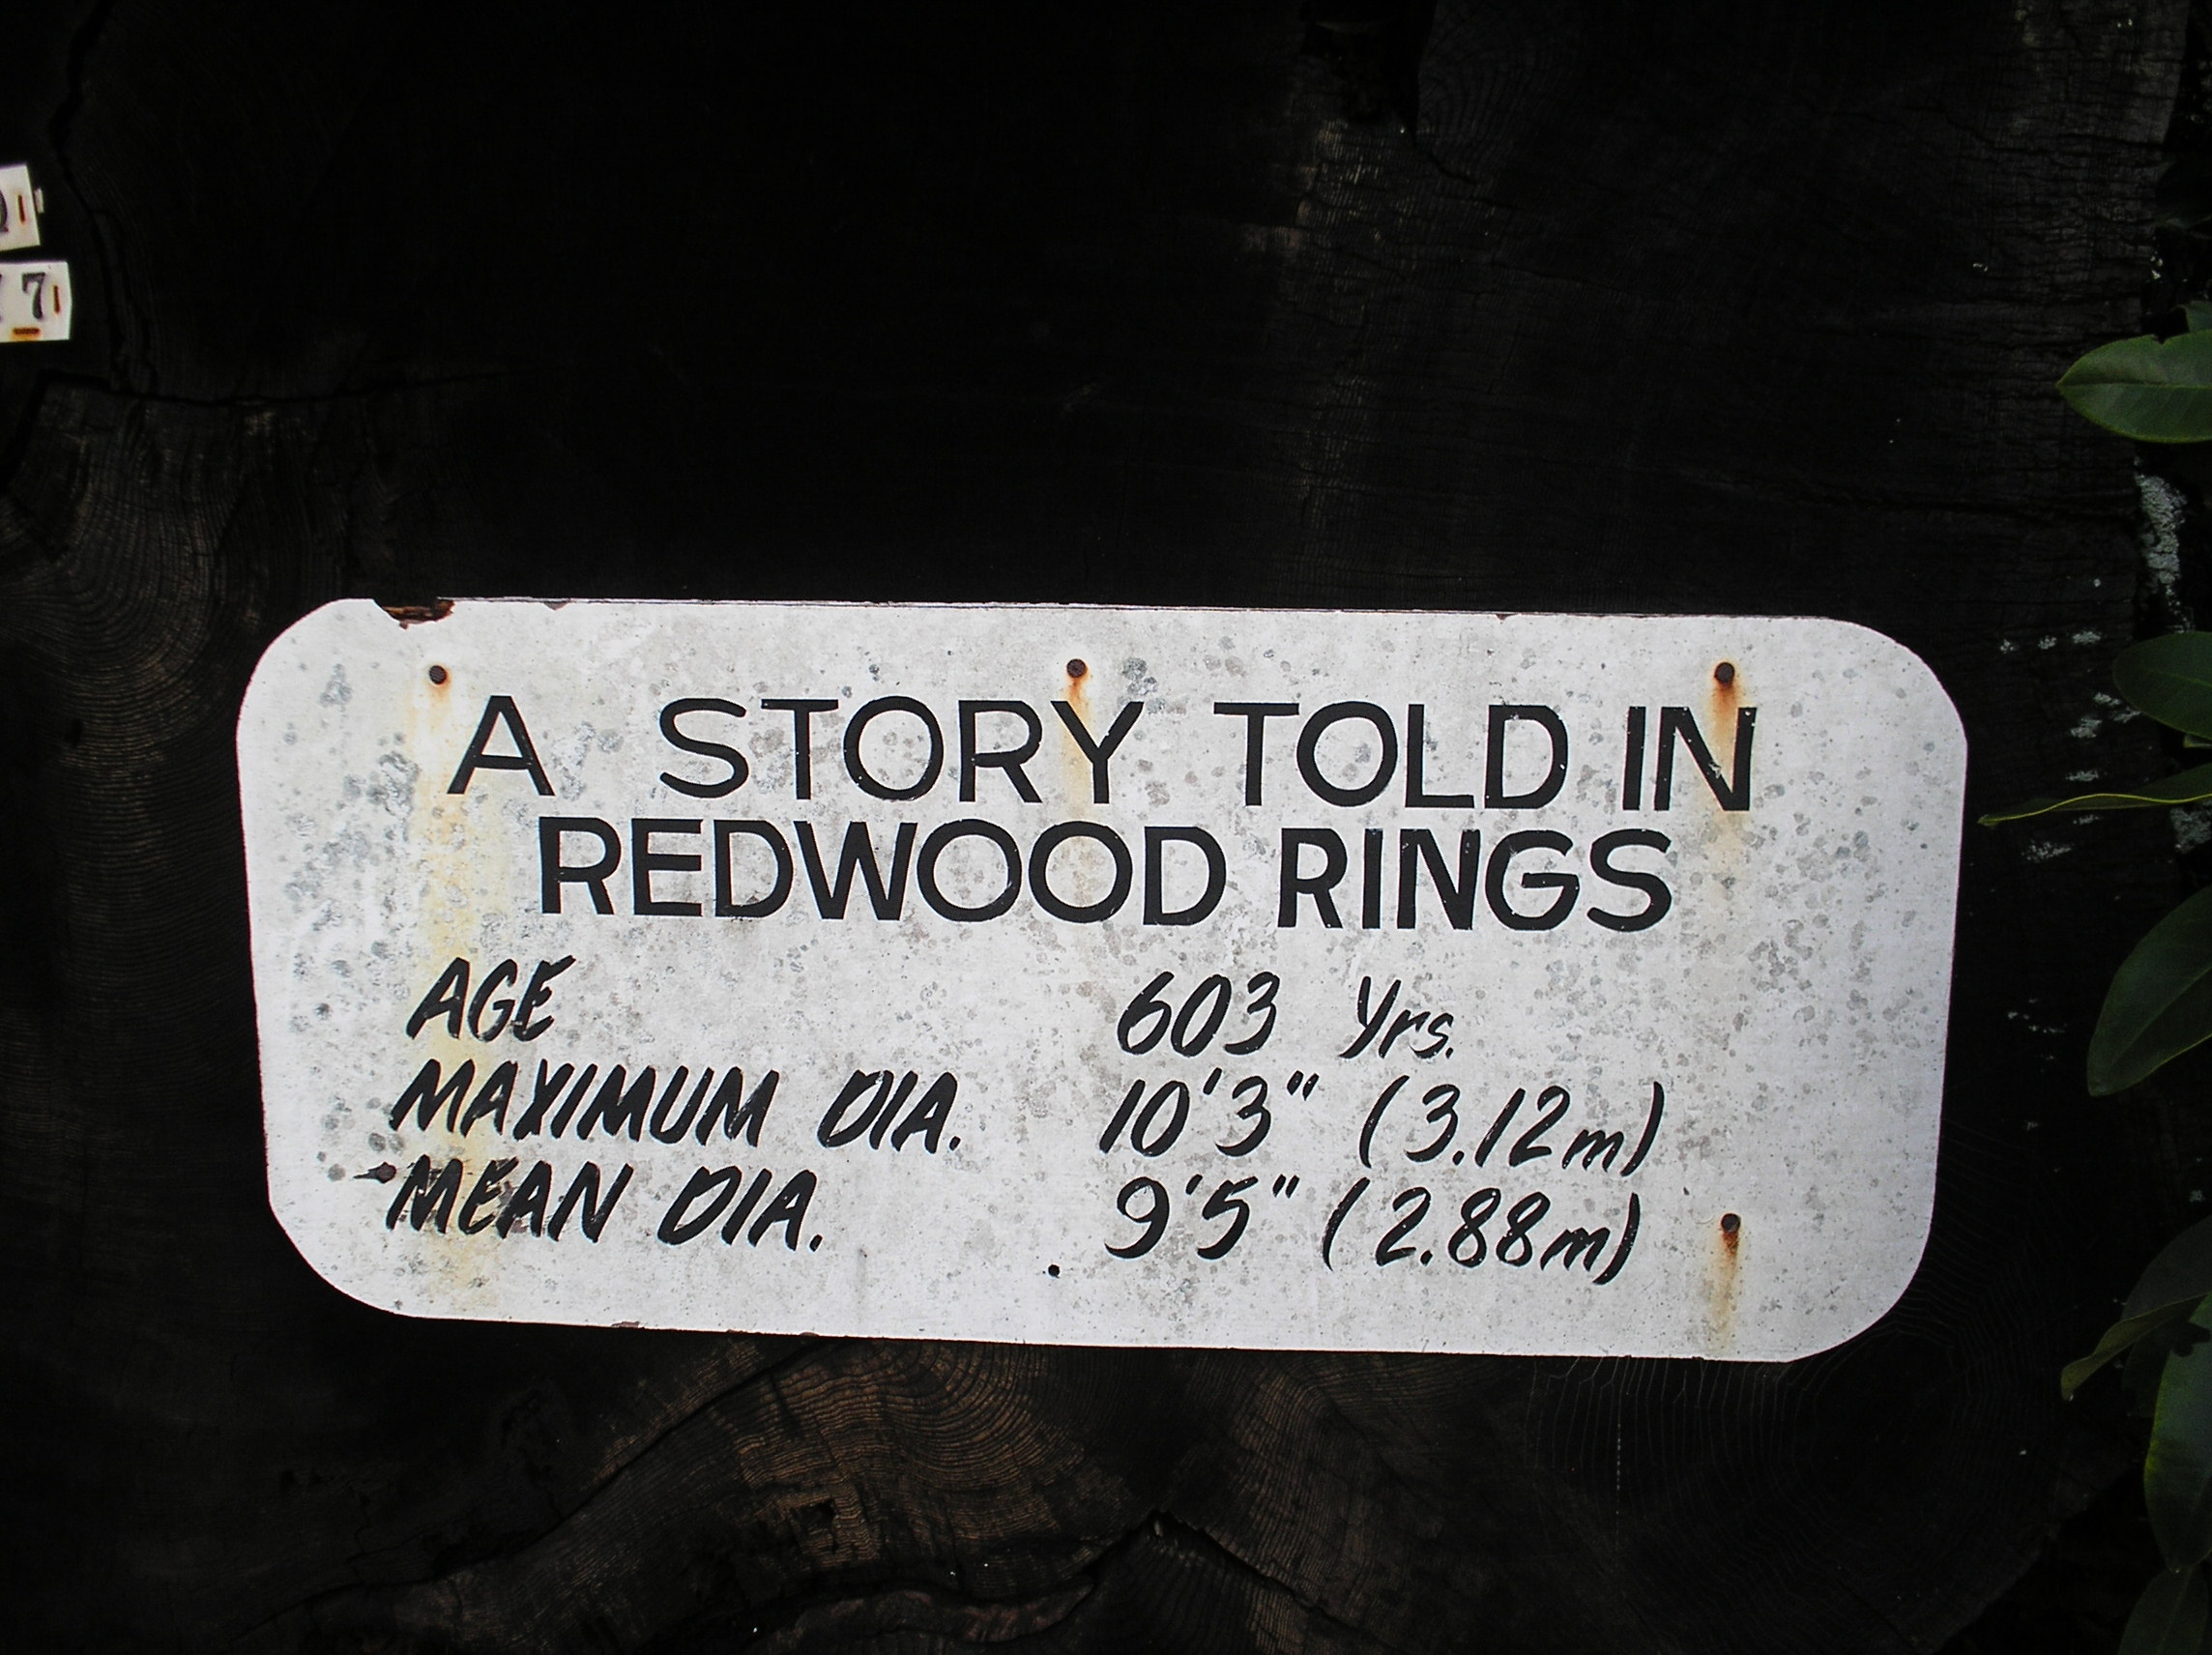 7
A STORY TOLD IN
REDWOOD RINGS
AGE 603 Yrs.
MAXIMUM DIA. 10'3" (3.12m)
MEAN DIA. 9'5" (2.88m)